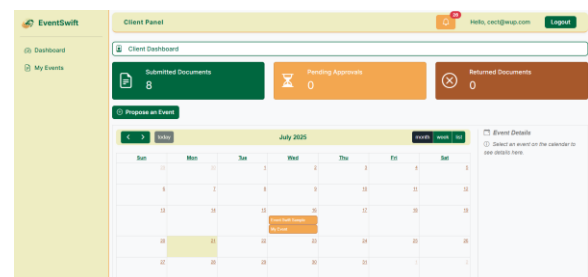 EventSwift
Client Panel
Hello, cect@wup.com
Logout
Dashboard
My Events
Client Dashboard
Submitted Documents
8
Pending Approvals
0
Returned Documents
0
Propose an Event
today
July 2025
month week list
Event Details
Select an event on the calendar to
see details here.
Sun Mon Tue Wed Thu Fri Sat
29 30 1 2 3 4 5
6 7 8 9 10 11 12
13 14 15 16 17 18 19
My Event
20 21 22 23 24 25 26
27 28 29 30 31 1 2